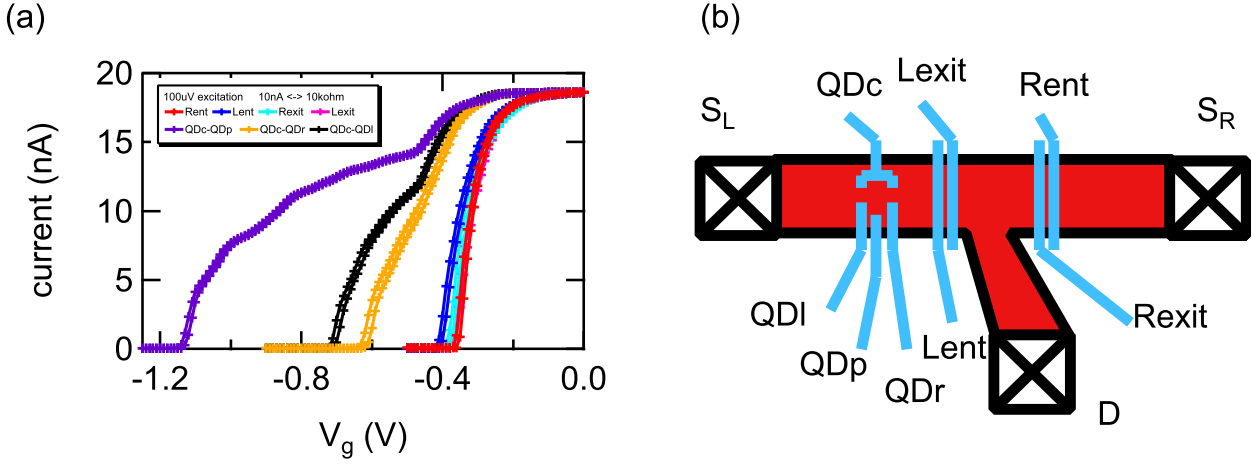 (a)
(b)
20
15
10
5
0
current (nA)
100uV excitation 10nA <-> 10kohm
Rent Lent Rexit Lexit
QDc-QDp QDc-QDr QDc-QDl
-1.2 -0.8 -0.4 0.0
Vg (V)
QDc
Lexit
Rent
SL
SR
QDl
QDp
QDr
Lent
Rexit
D